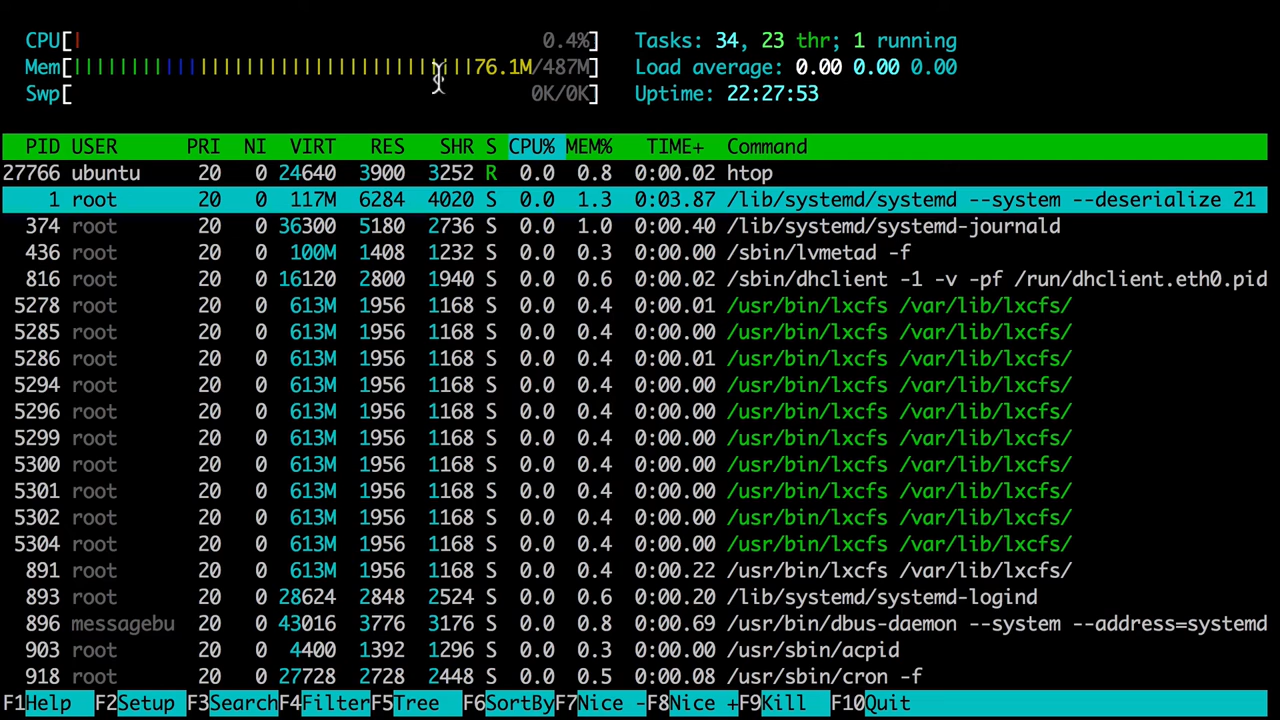 CPU[| 0.4%] Tasks: 34, 23 thr; 1 running
Mem[||||||||||||||||||||||||||||||||||||76.1M/487M] Load average: 0.00 0.00 0.00
Swp[ 0K/0K] Uptime: 22:27:53
PID USER PRI NI VIRT RES SHR S CPU% MEM% TIME+ Command
27766 ubuntu 20 0 24640 3900 3252 R 0.0 0.8 0:00.02 htop
1 root 20 0 117M 6284 4020 S 0.0 1.3 0:03.87 /lib/systemd/systemd --system --deserialize 21
374 root 20 0 36300 5180 2736 S 0.0 1.0 0:00.40 /lib/systemd/systemd-journald
436 root 20 0 100M 1408 1232 S 0.0 0.3 0:00.00 /sbin/lvmetad -f
816 root 20 0 16120 2800 1940 S 0.0 0.6 0:00.02 /sbin/dhclient -1 -v -pf /run/dhclient.eth0.pid
5278 root 20 0 613M 1956 1168 S 0.0 0.4 0:00.01 /usr/bin/lxcfs /var/lib/lxcfs/
5285 root 20 0 613M 1956 1168 S 0.0 0.4 0:00.00 /usr/bin/lxcfs /var/lib/lxcfs/
5286 root 20 0 613M 1956 1168 S 0.0 0.4 0:00.01 /usr/bin/lxcfs /var/lib/lxcfs/
5294 root 20 0 613M 1956 1168 S 0.0 0.4 0:00.00 /usr/bin/lxcfs /var/lib/lxcfs/
5296 root 20 0 613M 1956 1168 S 0.0 0.4 0:00.00 /usr/bin/lxcfs /var/lib/lxcfs/
5299 root 20 0 613M 1956 1168 S 0.0 0.4 0:00.00 /usr/bin/lxcfs /var/lib/lxcfs/
5300 root 20 0 613M 1956 1168 S 0.0 0.4 0:00.00 /usr/bin/lxcfs /var/lib/lxcfs/
5301 root 20 0 613M 1956 1168 S 0.0 0.4 0:00.00 /usr/bin/lxcfs /var/lib/lxcfs/
5302 root 20 0 613M 1956 1168 S 0.0 0.4 0:00.00 /usr/bin/lxcfs /var/lib/lxcfs/
5304 root 20 0 613M 1956 1168 S 0.0 0.4 0:00.00 /usr/bin/lxcfs /var/lib/lxcfs/
891 root 20 0 613M 1956 1168 S 0.0 0.4 0:00.22 /usr/bin/lxcfs /var/lib/lxcfs/
893 root 20 0 28624 2848 2524 S 0.0 0.6 0:00.20 /lib/systemd/systemd-logind
896 messagebu 20 0 43016 3776 3176 S 0.0 0.8 0:00.69 /usr/bin/dbus-daemon --system --address=systemd
903 root 20 0 4400 1392 1296 S 0.0 0.3 0:00.00 /usr/sbin/acpid
918 root 20 0 27728 2728 2448 S 0.0 0.5 0:00.08 /usr/sbin/cron -f
F1Help F2Setup F3SearchF4FilterF5Tree F6SortByF7Nice -F8Nice +F9Kill F10Quit